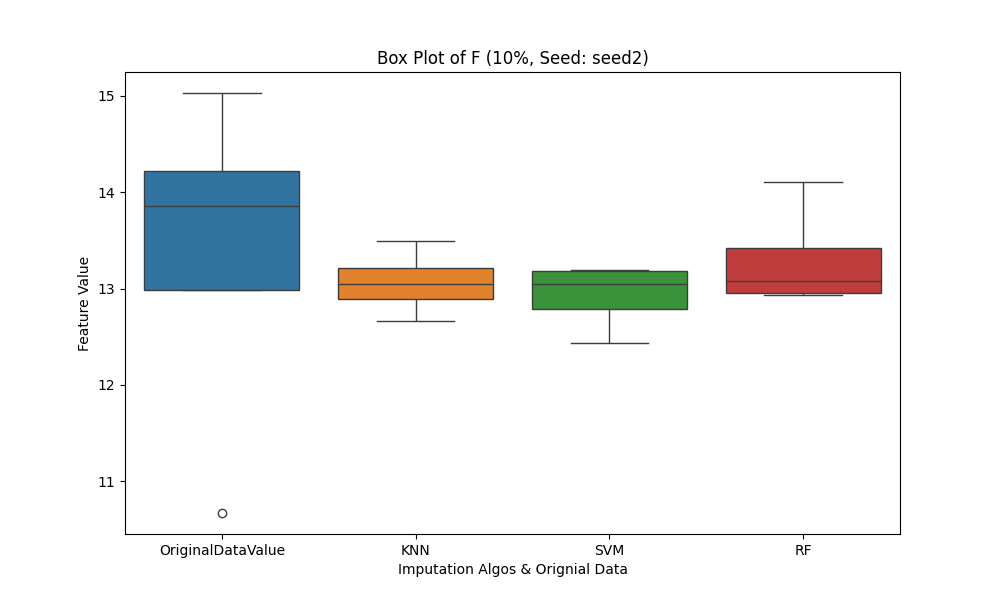 Box Plot of F (10%, Seed: seed2)
Feature Value
15
14
13
12
11
OriginalDataValue
KNN
SVM
RF
Imputation Algos & Orignial Data